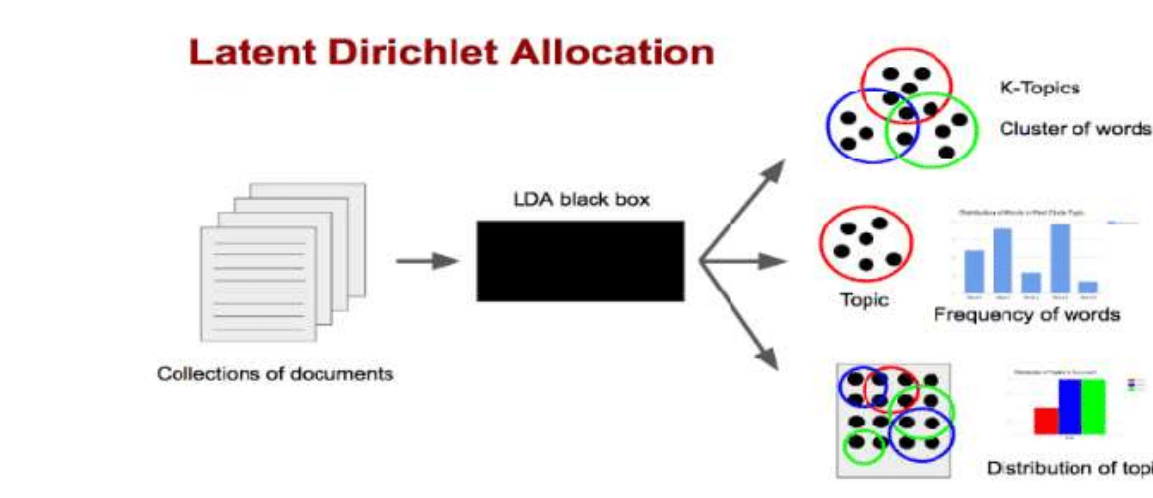 Latent Dirichlet Allocation
K-Topics
Cluster of words
LDA black box
Topic
Frequency of words
Collections of documents
Distribution of topi